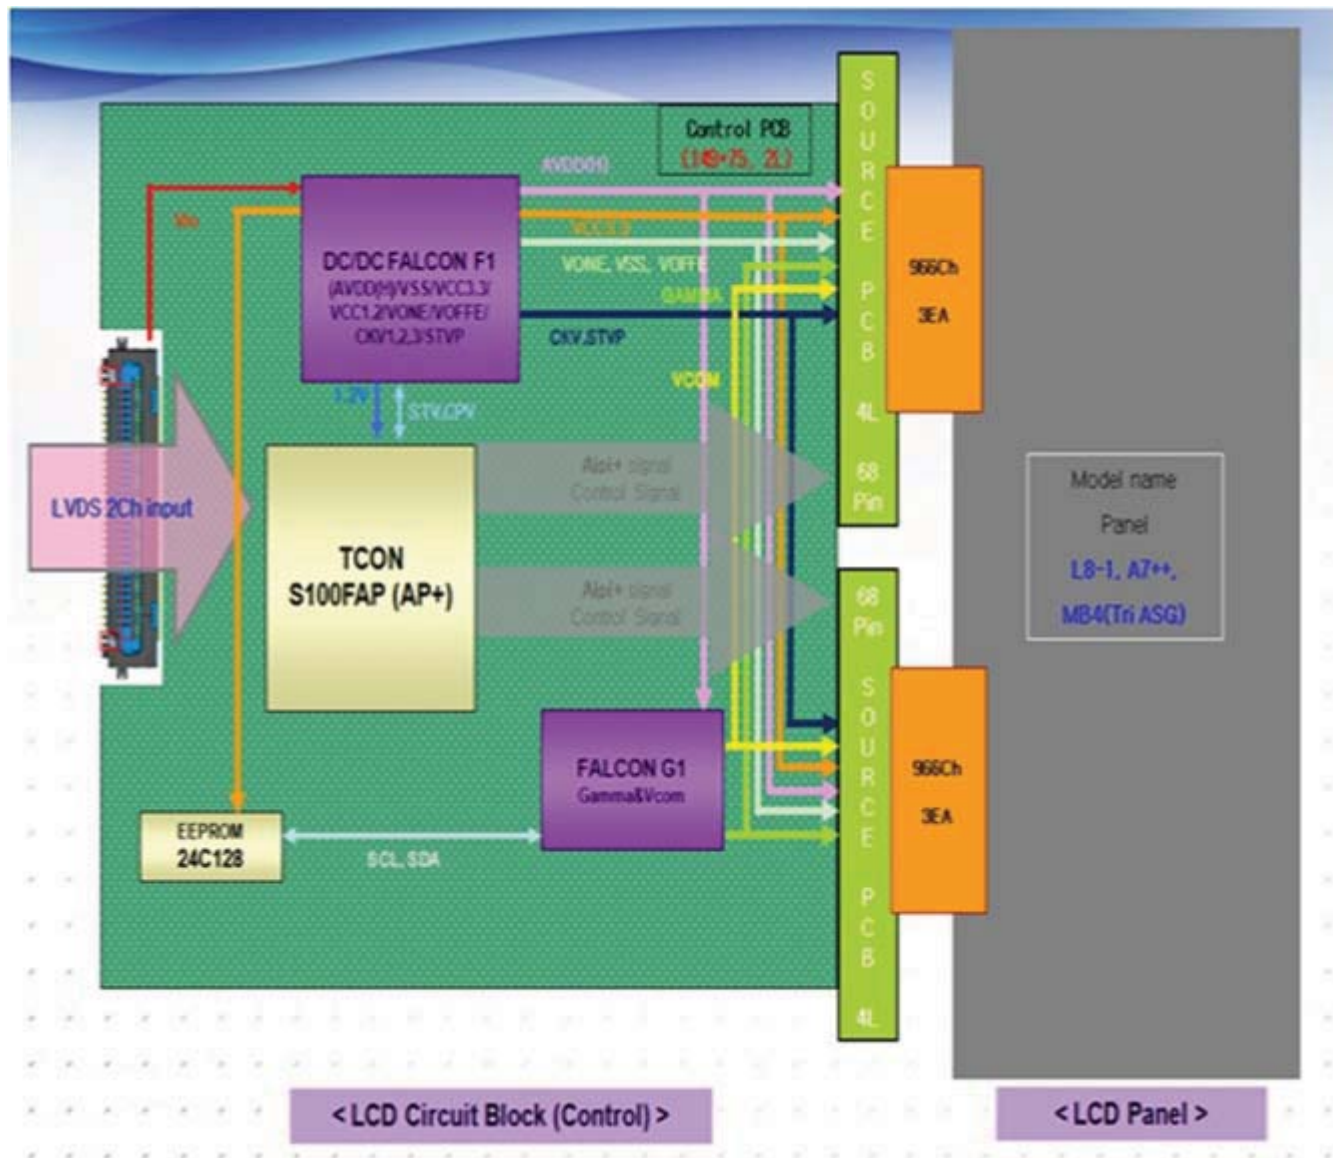 Control PCB
(149*75, 2L)
AVDD(H)
Vin
VCC3.3
VONE, VSS, VOFFE
GAMMA
CKV.STVP
VCOM
DC/DC FALCON F1
(AVDD(H)/VSS/VCC3.3/
VCC1.2/VONE/VOFFE/
CKV1,2,3/STVP
1.2V
STV.CPV
LVDS 2Ch input
TCON
S100FAP (AP+)
Aipi+ signal
Control Signal
Aipi+ signal
Control Signal
FALCON G1
Gamma&Vcom
EEPROM
24C128
SCL, SDA
SOURCE PCB 4L 68 Pin
68 Pin SOURCE PCB 4L
966Ch
3EA
966Ch
3EA
Model name
Panel
L8-1, A7++,
MB4(Tri ASG)
< LCD Circuit Block (Control) >
< LCD Panel >